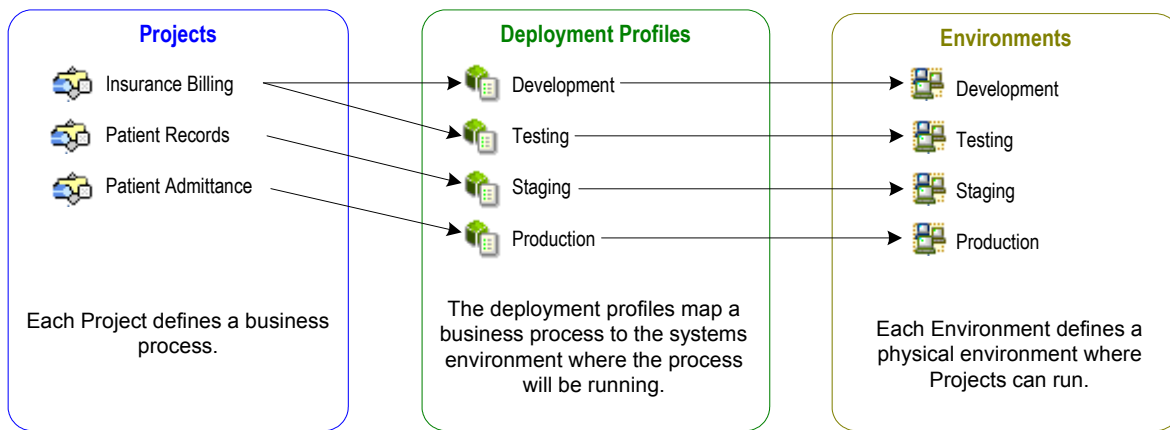 Projects
Insurance Billing
Patient Records
Patient Admittance
Each Project defines a business
process.
Deployment Profiles
Development
Testing
Staging
Production
The deployment profiles map a
business process to the systems
environment where the process
will be running.
Environments
Development
Testing
Staging
Production
Each Environment defines a
physical environment where
Projects can run.